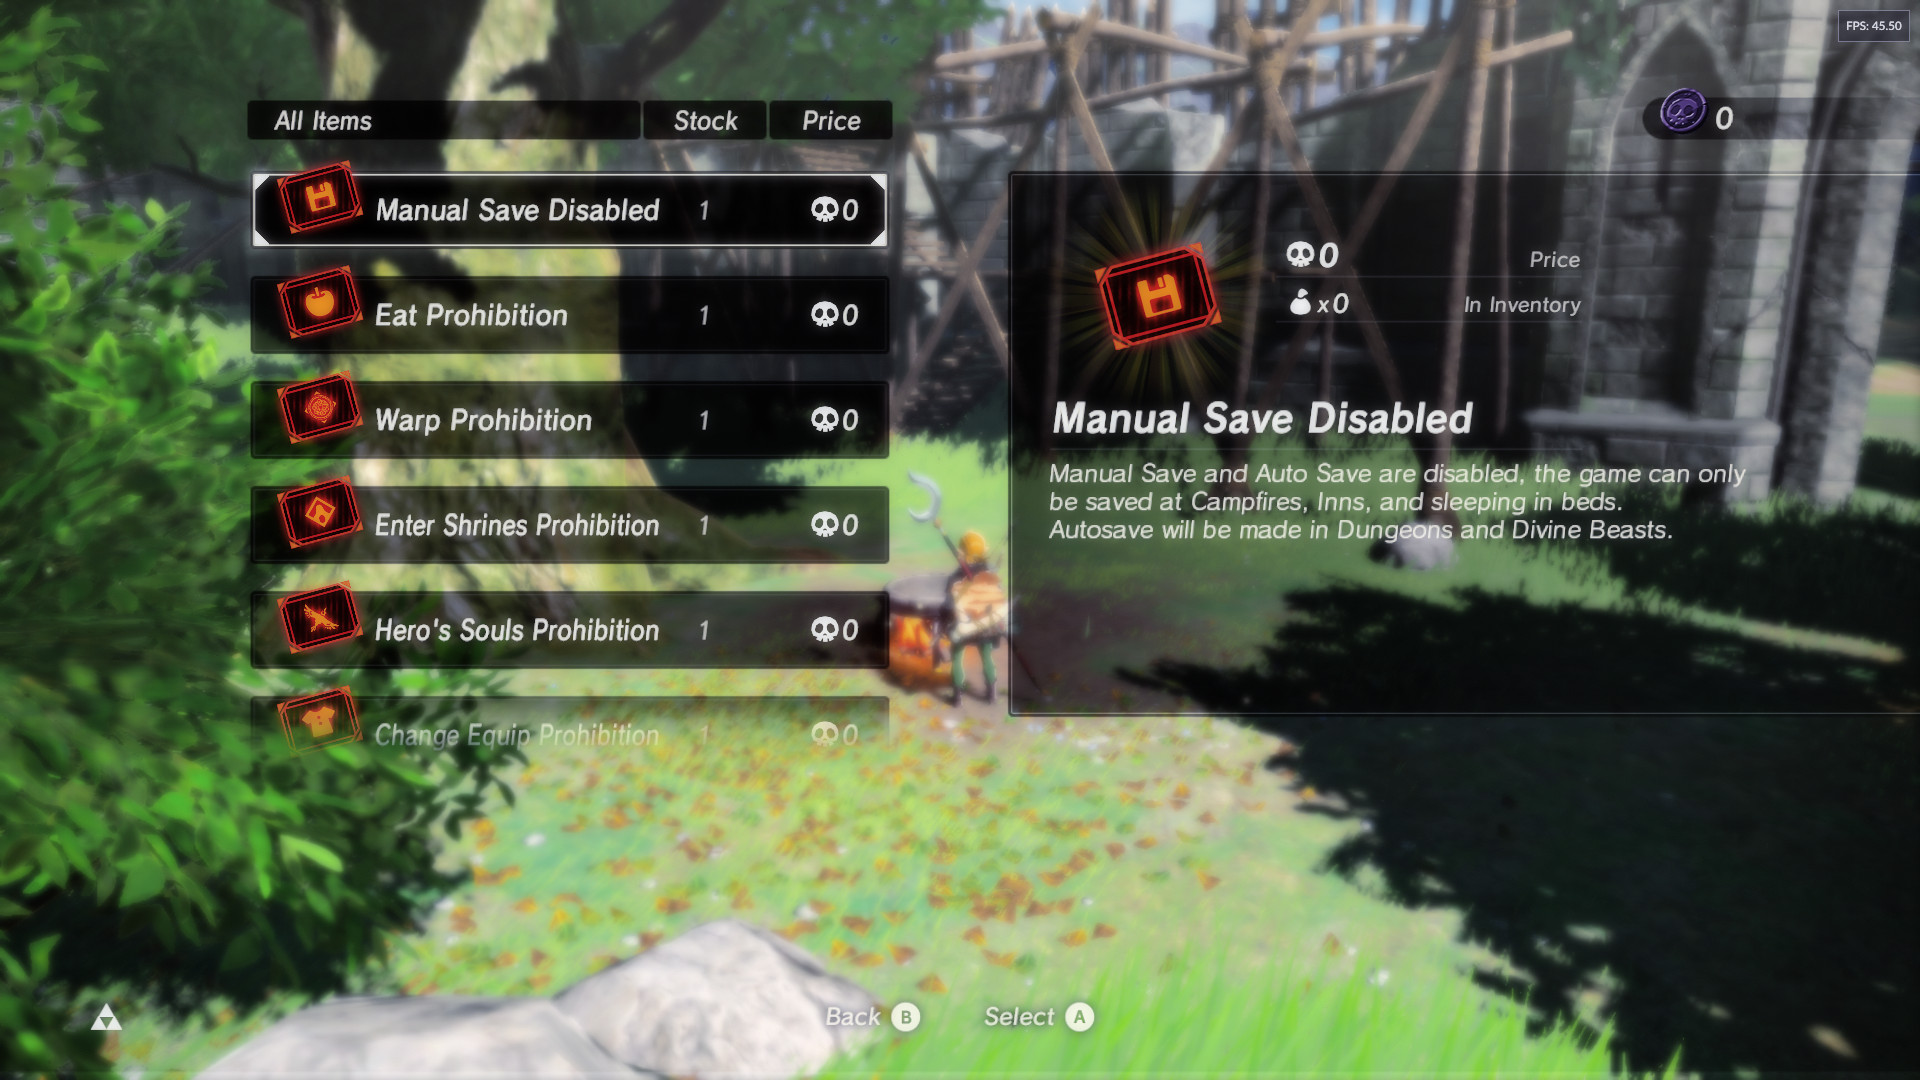 FPS: 45.50
All Items Stock Price
0
Manual Save Disabled 1 0
Eat Prohibition 1 0
Warp Prohibition 1 0
Enter Shrines Prohibition 1 0
Hero's Souls Prohibition 1 0
Change Equip Prohibition 1 0
0 Price
x0 In Inventory
Manual Save Disabled
Manual Save and Auto Save are disabled, the game can only
be saved at Campfires, Inns, and sleeping in beds.
Autosave will be made in Dungeons and Divine Beasts.
Back B Select A